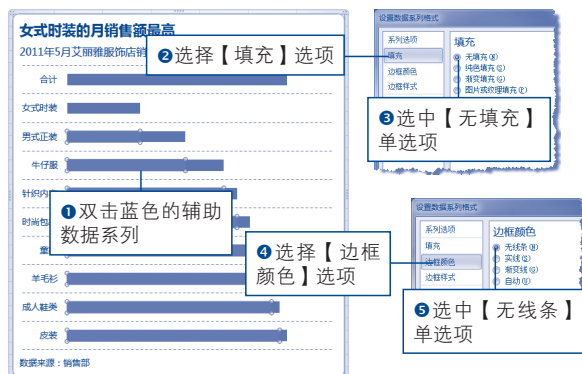 女式时装的月销售额最高
2011年5月艾丽雅服饰店销
合计
女式时装
男式正装
牛仔服
针织内
时尚包
童
羊毛衫
成人鞋类
皮装
数据来源：销售部
❶双击蓝色的辅助
数据系列
❷选择【填充】选项
设置数据系列格式
系列选项
填充
边框颜色
边框样式
填充
无填充(N)
纯色填充(S)
渐变填充(G)
图片或纹理填充(P)
❸选中【无填充】
单选项
❹选择【边框
颜色】选项
设置数据系列格式
系列选项
填充
边框颜色
边框样式
边框颜色
无线条(N)
实线(S)
渐变线(G)
自动(U)
❺选中【无线条】
单选项